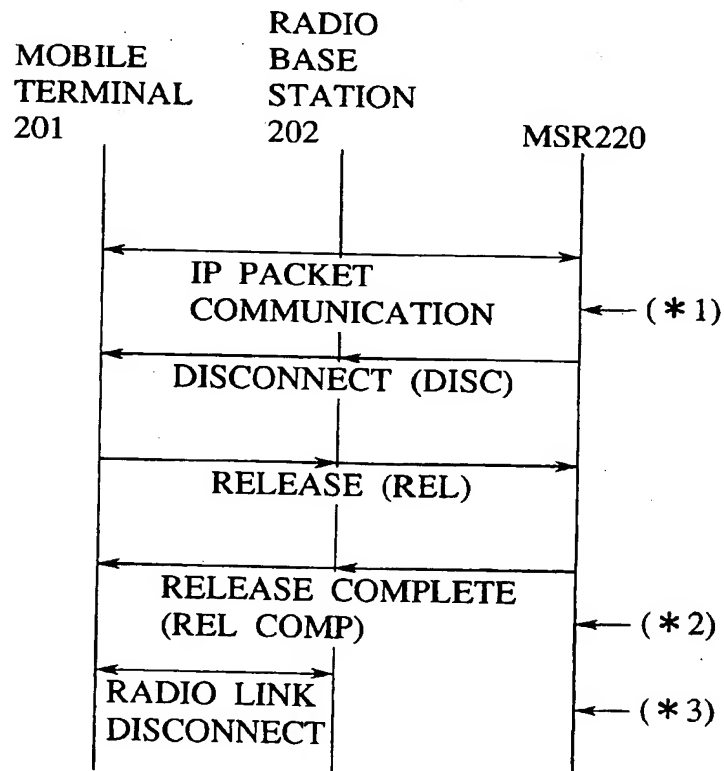 MOBILE
TERMINAL
201
RADIO
BASE
STATION
202
MSR220
IP PACKET
COMMUNICATION
(*1)
DISCONNECT (DISC)
RELEASE (REL)
RELEASE COMPLETE
(REL COMP)
(*2)
RADIO LINK
DISCONNECT
(*3)